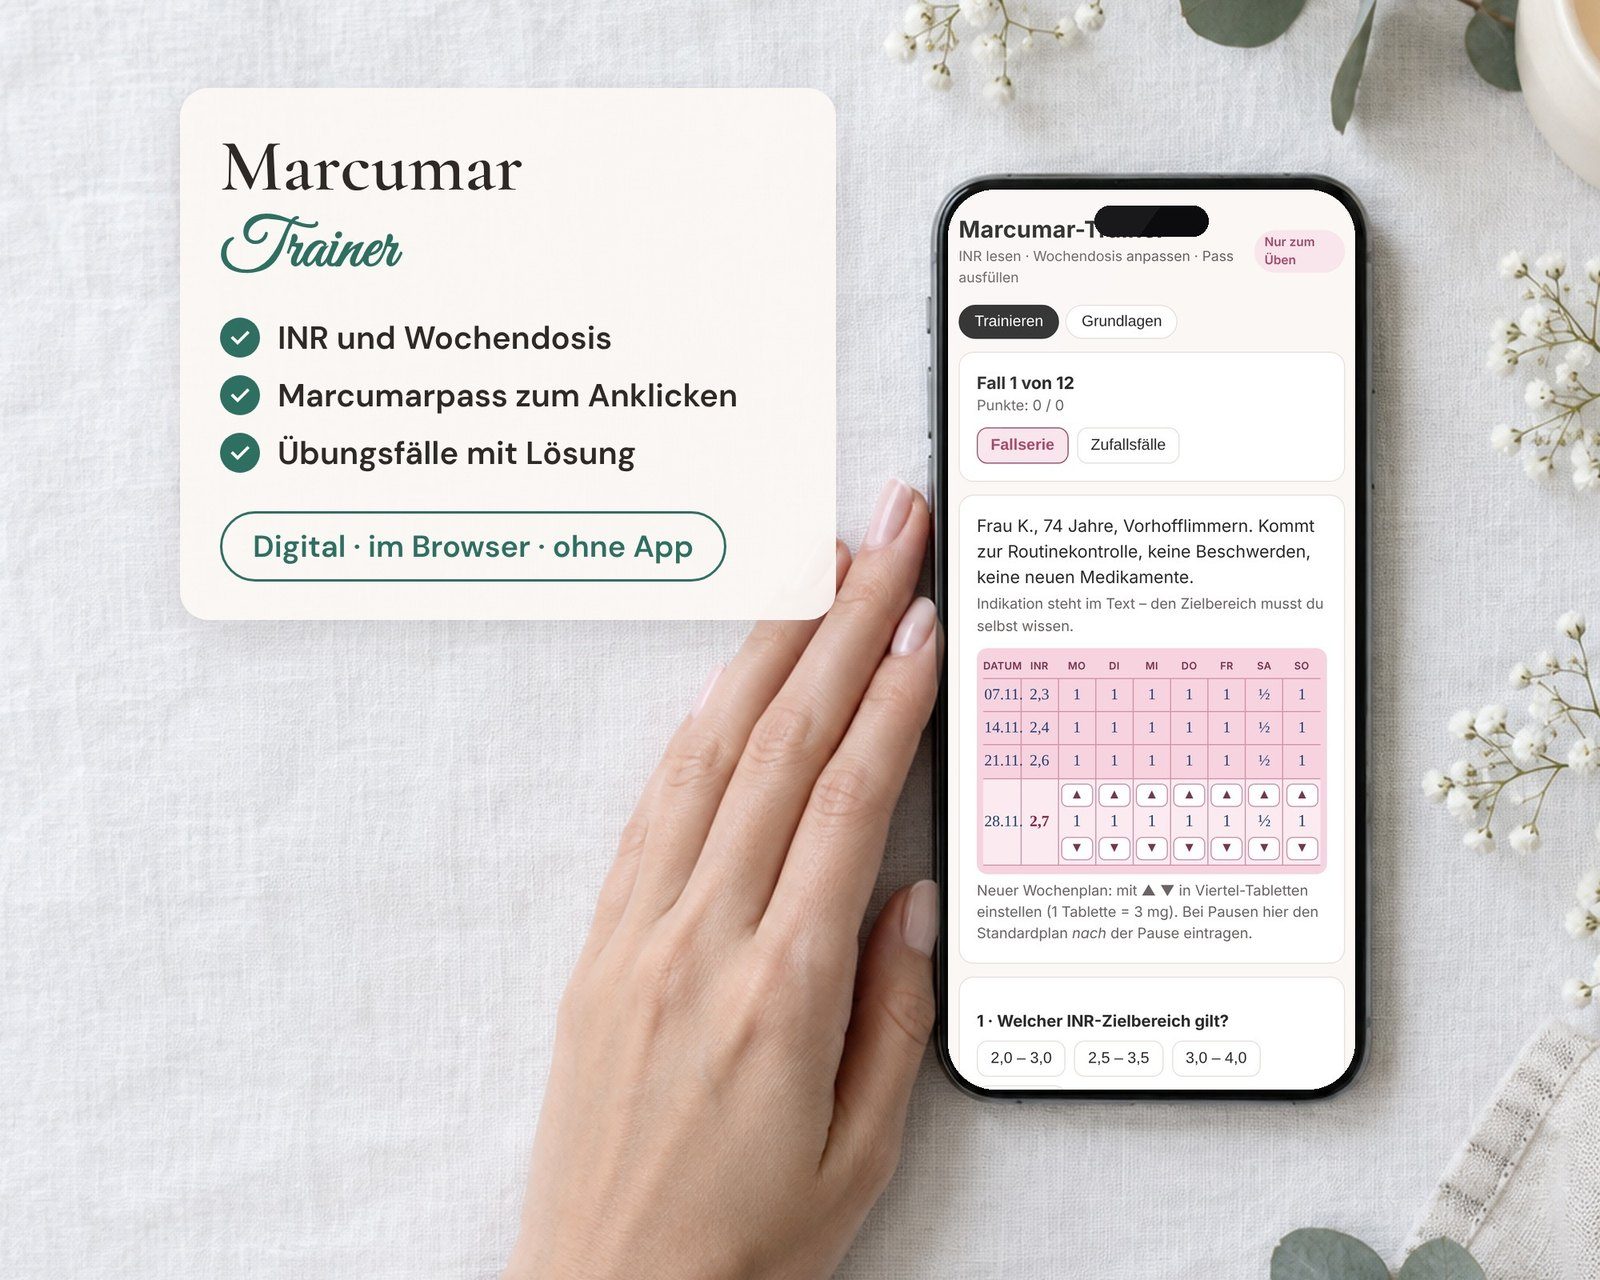 Marcumar
Trainer
INR und Wochendosis
Marcumarpass zum Anklicken
Übungsfälle mit Lösung
Digital · im Browser · ohne App
Marcumar-Trainer
INR lesen · Wochendosis anpassen · Pass
ausfüllen
Nur zum
Üben
Trainieren Grundlagen
Fall 1 von 12
Punkte: 0 / 0
Fallserie Zufallsfälle
Frau K., 74 Jahre, Vorhofflimmern. Kommt
zur Routinekontrolle, keine Beschwerden,
keine neuen Medikamente.
Indikation steht im Text – den Zielbereich musst du
selbst wissen.
DATUM INR MO DI MI DO FR SA SO
07.11. 2,3 1 1 1 1 1 ½ 1
14.11. 2,4 1 1 1 1 1 ½ 1
21.11. 2,6 1 1 1 1 1 ½ 1
▲ ▲ ▲ ▲ ▲ ▲ ▲
28.11. 2,7 1 1 1 1 1 ½ 1
▼ ▼ ▼ ▼ ▼ ▼ ▼
Neuer Wochenplan: mit ▲ ▼ in Viertel-Tabletten
einstellen (1 Tablette = 3 mg). Bei Pausen hier den
Standardplan nach der Pause eintragen.
1 · Welcher INR-Zielbereich gilt?
2,0 – 3,0 2,5 – 3,5 3,0 – 4,0